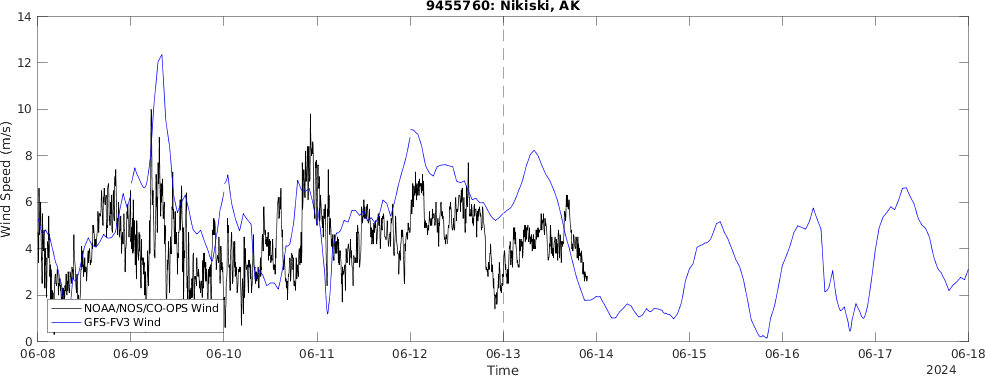 9455760: Nikiski, AK
Wind Speed (m/s)
14
12
10
8
6
4
2
0
NOAA/NOS/CO-OPS Wind
GFS-FV3 Wind
06-08 06-09 06-10 06-11 06-12 06-13 06-14 06-15 06-16 06-17 06-18
Time
2024